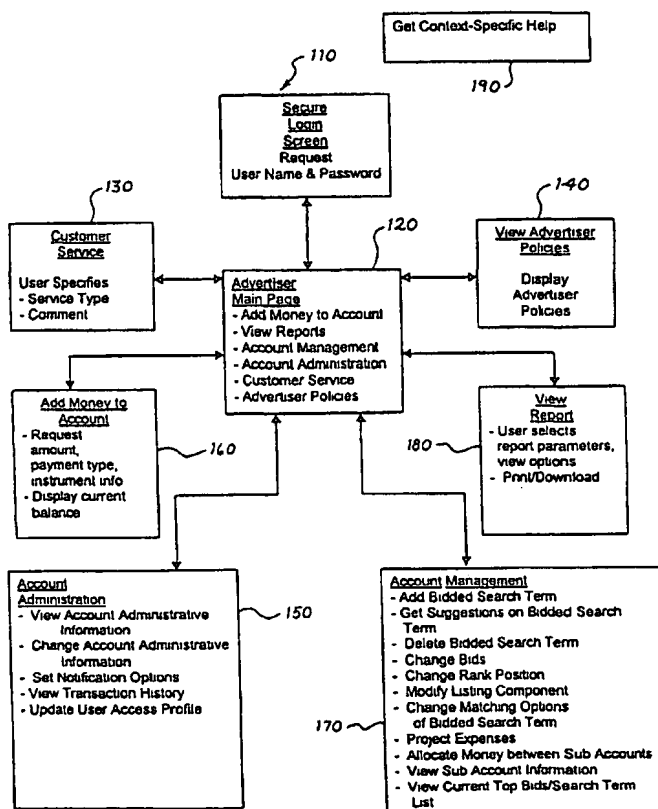 Get Context-Specific Help
190
110
Secure
Login
Screen
Request
User Name & Password
130
Customer
Service
User Specifies
- Service Type
- Comment
120
Advertiser
Main Page
- Add Money to Account
- View Reports
- Account Management
- Account Administration
- Customer Service
- Advertiser Policies
140
View Advertiser
Policies
Display
Advertiser
Policies
Add Money to
Account
- Request
amount,
payment type,
instrument info
- Display current
balance
160
180
View
Report
- User selects
report parameters,
view options
- Print/Download
Account
Administration
- View Account Administrative
Information
- Change Account Administrative
Information
- Set Notification Options
- View Transaction History
- Update User Access Profile
150
Account Management
- Add Bidded Search Term
- Get Suggestions on Bidded Search
Term
- Delete Bidded Search Term
- Change Bids
- Change Rank Position
- Modify Listing Component
- Change Matching Options
of Bidded Search Term
- Project Expenses
- Allocate Money between Sub Accounts
- View Sub Account Information
- View Current Top Bids/Search Term
List
170